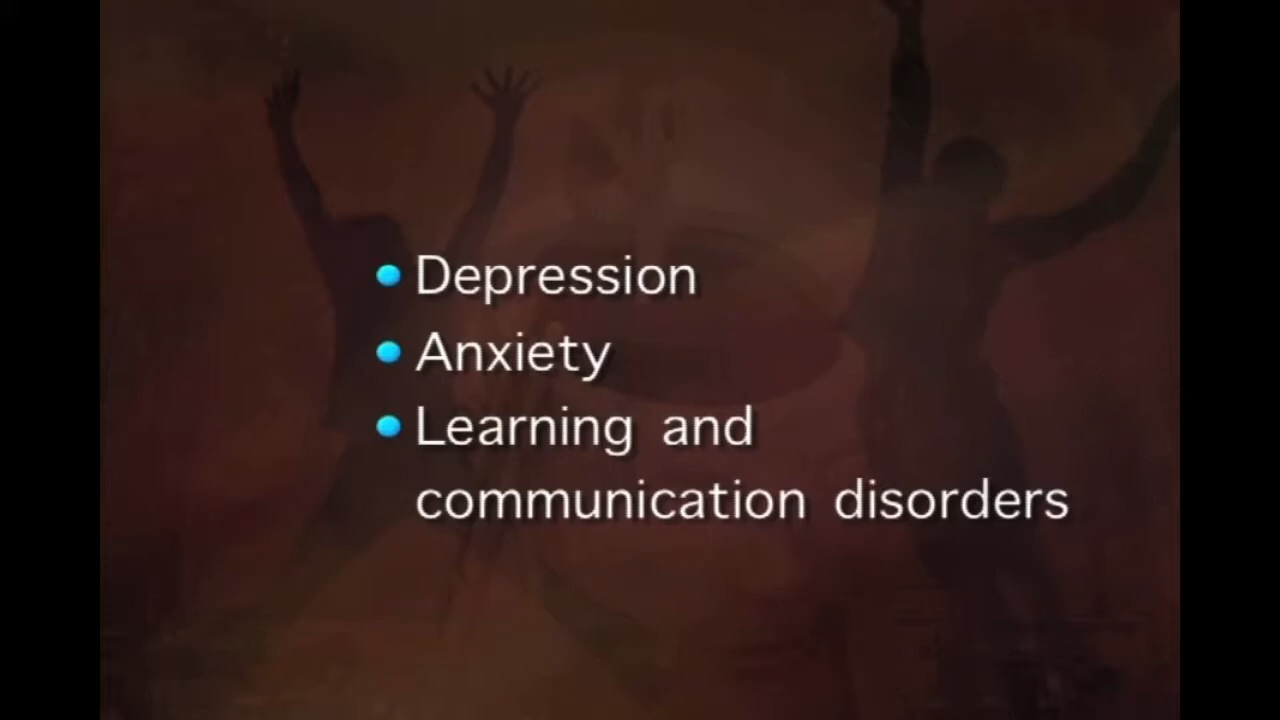 • Depression
• Anxiety
• Learning and
communication disorders